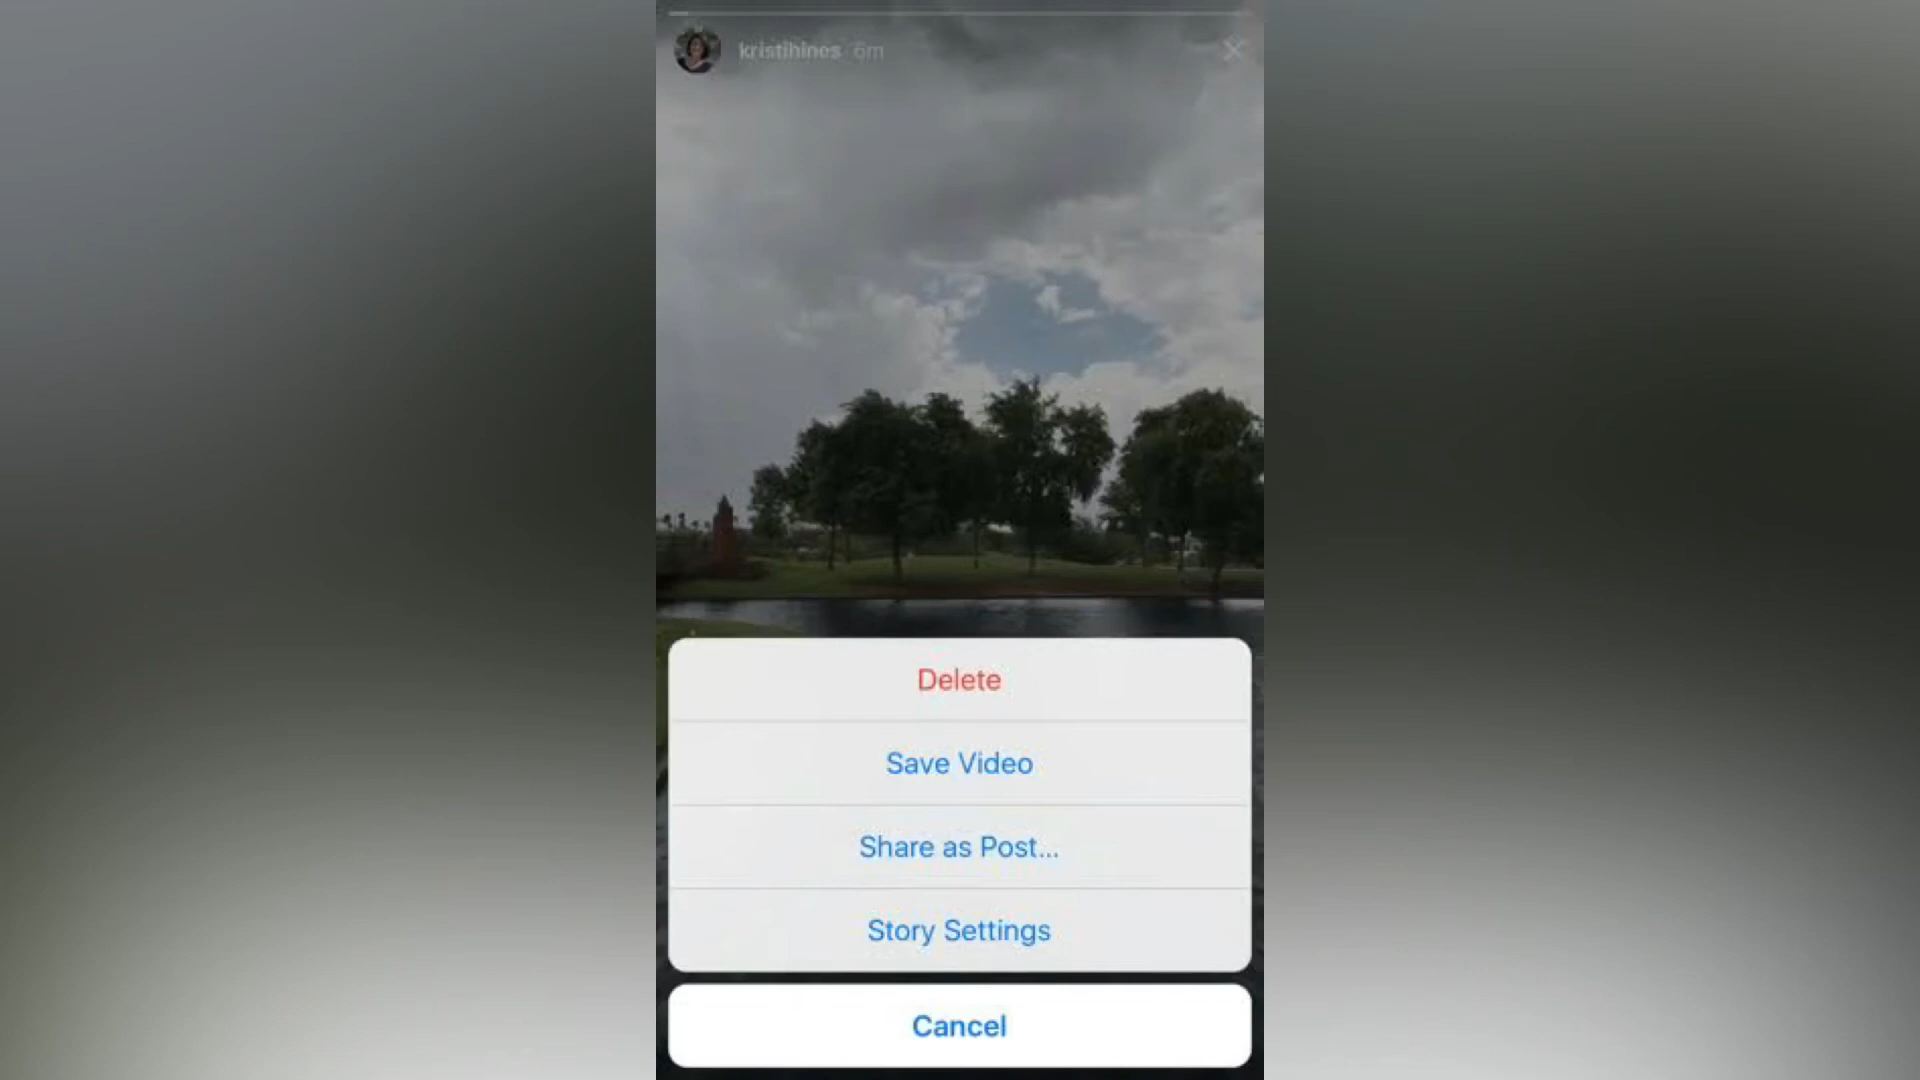 kristihines 6m
Delete
Save Video
Share as Post...
Story Settings
Cancel